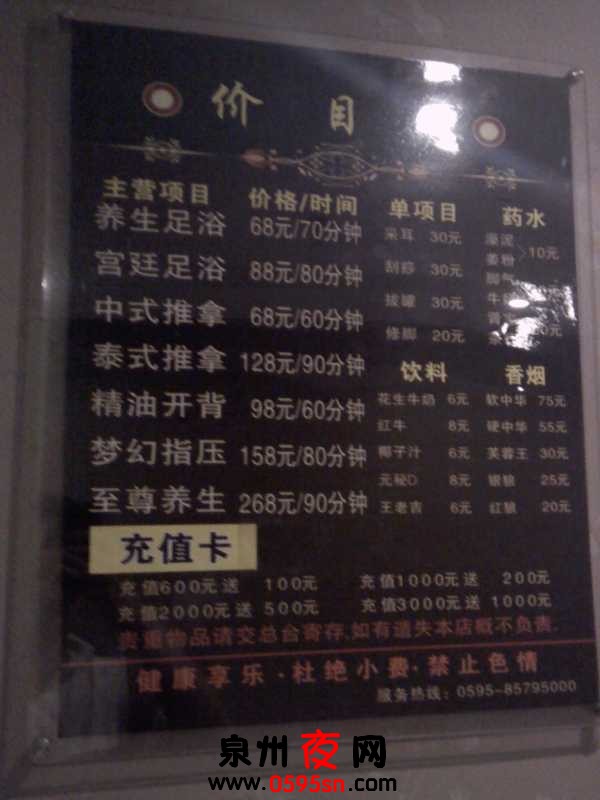 价 目
主营项目 价格/时间
养生足浴 68元/70分钟
宫廷足浴 88元/80分钟
中式推拿 68元/60分钟
泰式推拿 128元/90分钟
精油开背 98元/60分钟
梦幻指压 158元/80分钟
至尊养生 268元/90分钟
单项目
采耳 30元
刮痧 30元
拔罐 30元
修脚 20元
药水
藻泥
姜粉 10元
脚气
牛
饮料
花生牛奶 6元
红牛 8元
椰子汁 6元
元秘D 8元
王老吉 6元
香烟
软中华 75元
硬中华 55元
芙蓉王 30元
银狼 25元
红狼 20元
充值卡
充值600元送 100元 充值1000元送 200元
充值2000元送 500元 充值3000元送 1000元
贵重物品请交总台寄存,如有遗失本店概不负责.
健康享乐·杜绝小费·禁止色情
服务热线: 0595-85795000
泉州夜网
www.0595sn.com